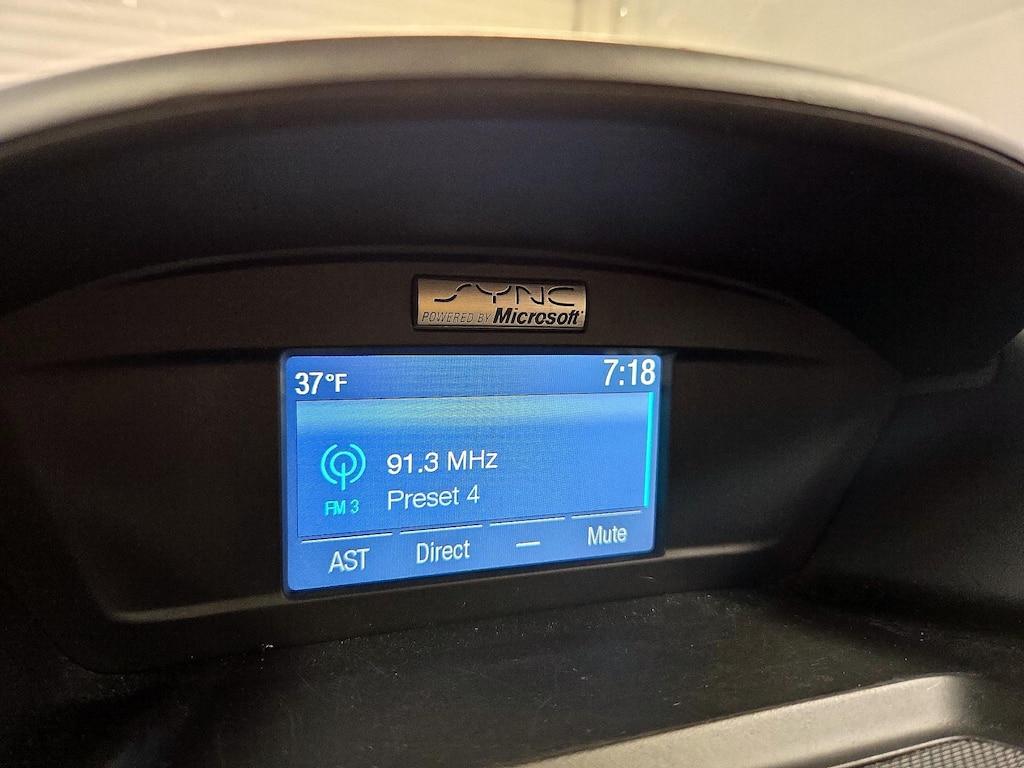 SYNC
POWERED BY Microsoft
37°F 7:18
91.3 MHz
FM 3 Preset 4
AST Direct — Mute